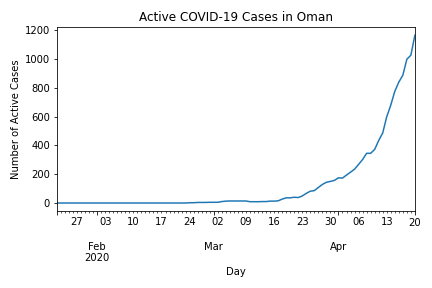 Active COVID-19 Cases in Oman
Number of Active Cases
1200
1000
800
600
400
200
0
27 03 10 17 24 02 09 16 23 30 06 13 20
Feb Mar Apr
2020
Day